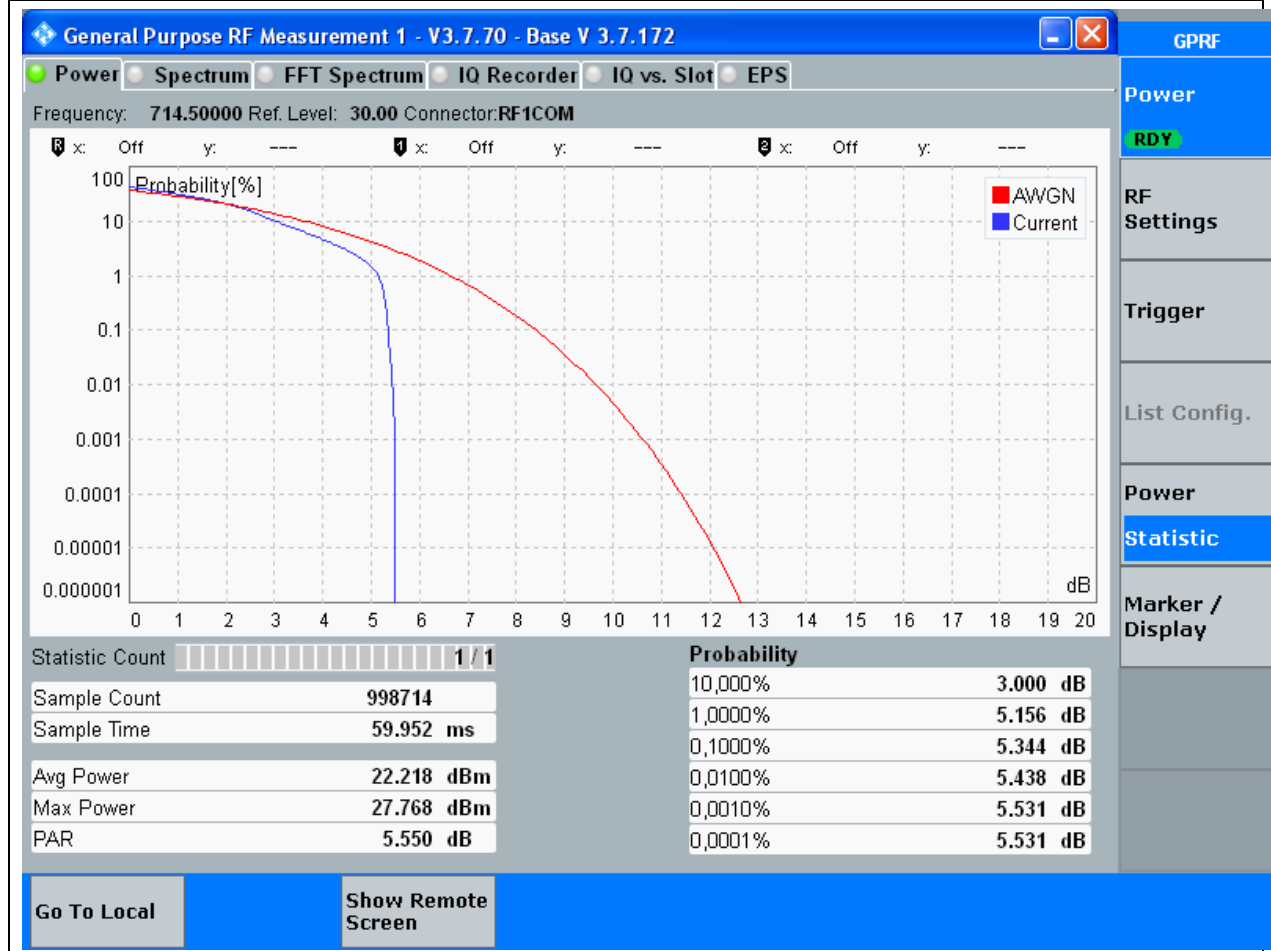 General Purpose RF Measurement 1 - V3.7.70 - Base V 3.7.172
GPRF
Power Spectrum FFT Spectrum IQ Recorder IQ vs. Slot EPS
Frequency: 714.50000 Ref. Level: 30.00 Connector:RF1COM
R x: Off y: --- 1 x: Off y: --- 2 x: Off y: ---
Probability[%]
AWGN
Current
100
10
1
0.1
0.01
0.001
0.0001
0.00001
0.000001
dB
0 1 2 3 4 5 6 7 8 9 10 11 12 13 14 15 16 17 18 19 20
Statistic Count 1 / 1
Sample Count 998714
Sample Time 59.952 ms
Avg Power 22.218 dBm
Max Power 27.768 dBm
PAR 5.550 dB
Probability
10,000% 3.000 dB
1,0000% 5.156 dB
0,1000% 5.344 dB
0,0100% 5.438 dB
0,0010% 5.531 dB
0,0001% 5.531 dB
Power
RDY
RF
Settings
Trigger
List Config.
Power
Statistic
Marker /
Display
Go To Local
Show Remote
Screen